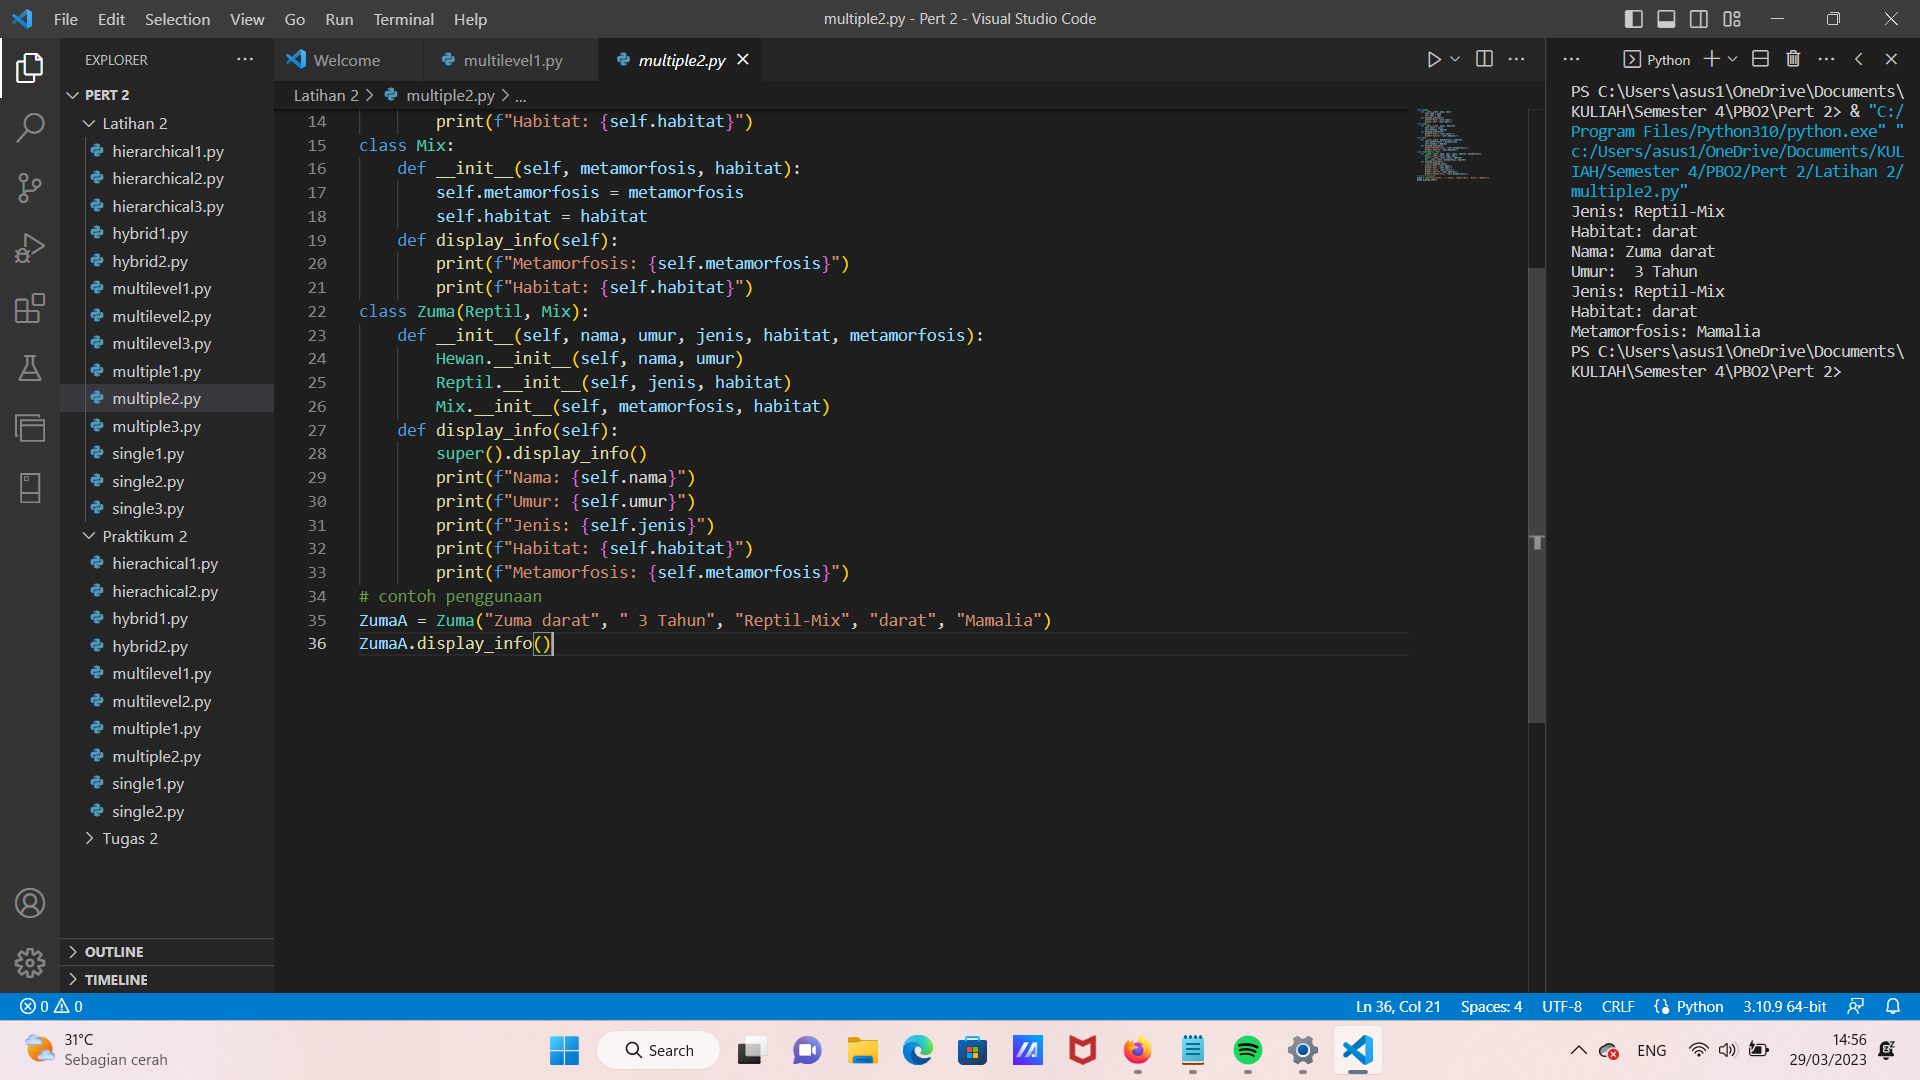 File Edit Selection View Go Run Terminal Help
multiple2.py - Pert 2 - Visual Studio Code
EXPLORER
PERT 2
Latihan 2
hierarchical1.py
hierarchical2.py
hierarchical3.py
hybrid1.py
hybrid2.py
multilevel1.py
multilevel2.py
multilevel3.py
multiple1.py
multiple2.py
multiple3.py
single1.py
single2.py
single3.py
Praktikum 2
hierachical1.py
hierachical2.py
hybrid1.py
hybrid2.py
multilevel1.py
multilevel2.py
multiple1.py
multiple2.py
single1.py
single2.py
Tugas 2
OUTLINE
TIMELINE
Welcome multilevel1.py multiple2.py
Latihan 2 > multiple2.py > ...
14         print(f"Habitat: {self.habitat}")
15 class Mix:
16     def __init__(self, metamorfosis, habitat):
17         self.metamorfosis = metamorfosis
18         self.habitat = habitat
19     def display_info(self):
20         print(f"Metamorfosis: {self.metamorfosis}")
21         print(f"Habitat: {self.habitat}")
22 class Zuma(Reptil, Mix):
23     def __init__(self, nama, umur, jenis, habitat, metamorfosis):
24         Hewan.__init__(self, nama, umur)
25         Reptil.__init__(self, jenis, habitat)
26         Mix.__init__(self, metamorfosis, habitat)
27     def display_info(self):
28         super().display_info()
29         print(f"Nama: {self.nama}")
30         print(f"Umur: {self.umur}")
31         print(f"Jenis: {self.jenis}")
32         print(f"Habitat: {self.habitat}")
33         print(f"Metamorfosis: {self.metamorfosis}")
34 # contoh penggunaan
35 ZumaA = Zuma("Zuma darat", " 3 Tahun", "Reptil-Mix", "darat", "Mamalia")
36 ZumaA.display_info()
Python
PS C:\Users\asus1\OneDrive\Documents\
KULIAH\Semester 4\PBO2\Pert 2> & "C:/
Program Files/Python310/python.exe" "
c:/Users/asus1/OneDrive/Documents/KUL
IAH/Semester 4/PBO2/Pert 2/Latihan 2/
multiple2.py"
Jenis: Reptil-Mix
Habitat: darat
Nama: Zuma darat
Umur:  3 Tahun
Jenis: Reptil-Mix
Habitat: darat
Metamorfosis: Mamalia
PS C:\Users\asus1\OneDrive\Documents\
KULIAH\Semester 4\PBO2\Pert 2>
0 0
Ln 36, Col 21 Spaces: 4 UTF-8 CRLF Python 3.10.9 64-bit
31°C
Sebagian cerah
Search
ENG
14:56
29/03/2023